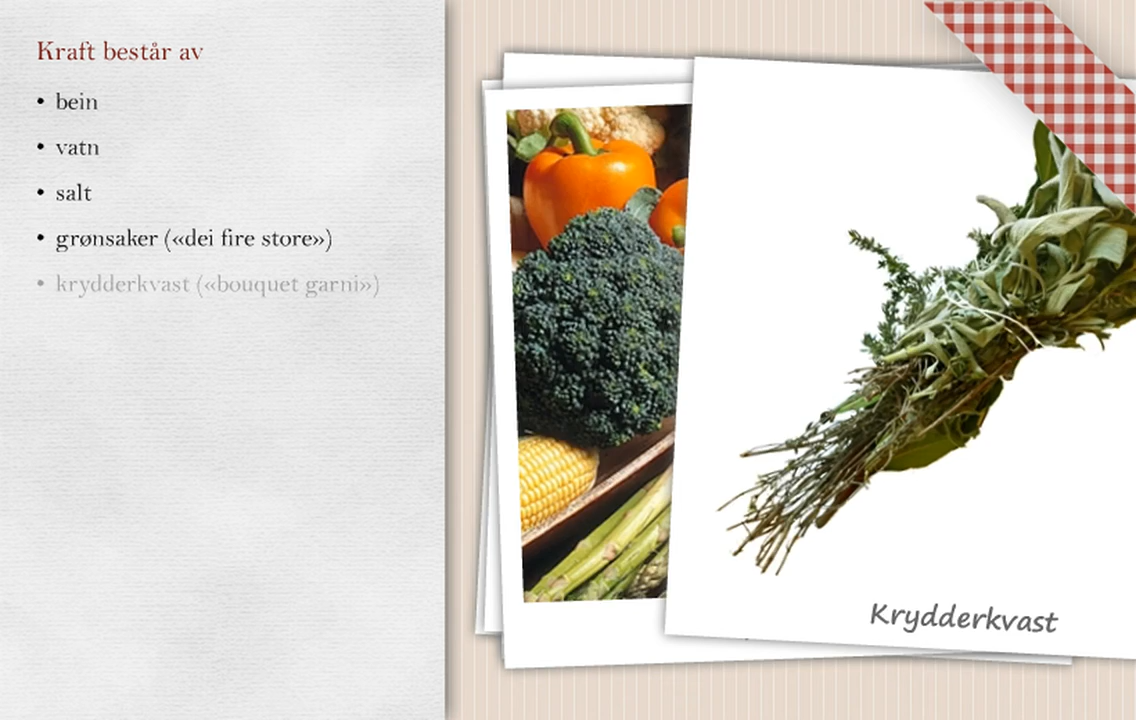 Kraft består av
• bein
• vatn
• salt
• grønsaker («dei fire store»)
• krydderkvast («bouquet garni»)
Krydderkvast